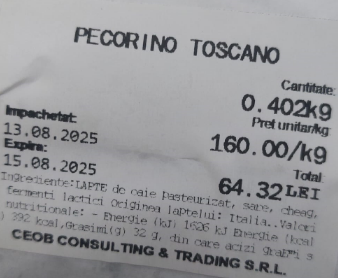 PECORINO TOSCANO
Cantitate:
0.402kg
Impachetat:
13.08.2025
Pret unitar/kg:
160.00/kg
Expira:
15.08.2025
Total:
64.32 LEI
Ingrediente:LAPTE de oaie pasteurizat, sare, cheag,
fermenti lactici Originea laptelui: Italia..Valori
nutritionale: - Energie (kJ) 1626 kJ Energie (kcal
) 392 kcal,Grasimi(g) 32 g, din care acizi grasi s
CEOB CONSULTING & TRADING S.R.L.